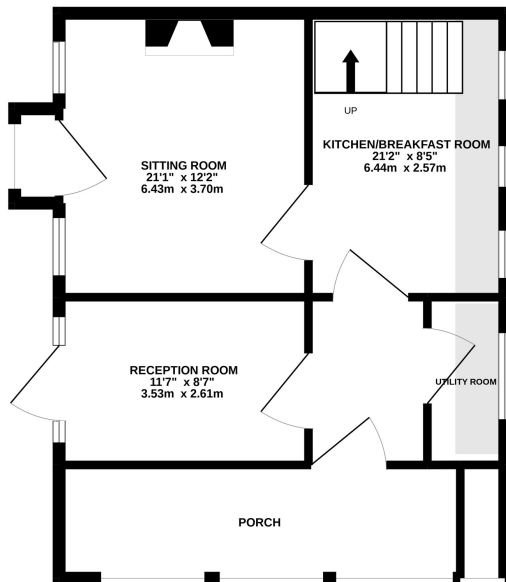 UP
KITCHEN/BREAKFAST ROOM
21'2" x 8'5"
6.44m x 2.57m
SITTING ROOM
21'1" x 12'2"
6.43m x 3.70m
RECEPTION ROOM
11'7" x 8'7"
3.53m x 2.61m
UTILITY ROOM
PORCH